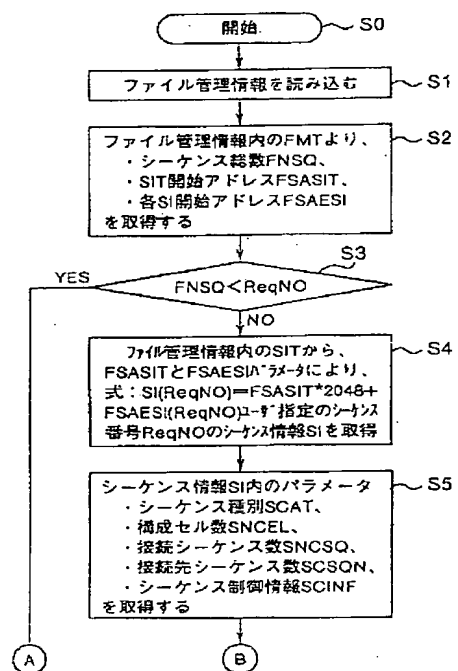 開始
S0
ファイル管理情報を読み込む
S1
ファイル管理情報内のFMTより、
・シーケンス総数FNSQ、
・SIT開始アドレスFSASIT、
・各SI開始アドレスFSAESI
を取得する
S2
S3
YES
FNSQ<ReqNO
NO
ファイル管理情報内のSITから、
FSASITとFSAESIパラメータにより、
式:SI(ReqNO)=FSASIT*2048+
FSAESI(ReqNO)ユーザ指定のシーケンス
番号ReqNOのシーケンス情報SIを取得
S4
シーケンス情報SI内のパラメータ
・シーケンス種別SCAT、
・構成セル数SNCEL、
・接続シーケンス数SNCSQ、
・接続先シーケンス数SCSQN、
・シーケンス制御情報SCINF
を取得する
S5
A
B